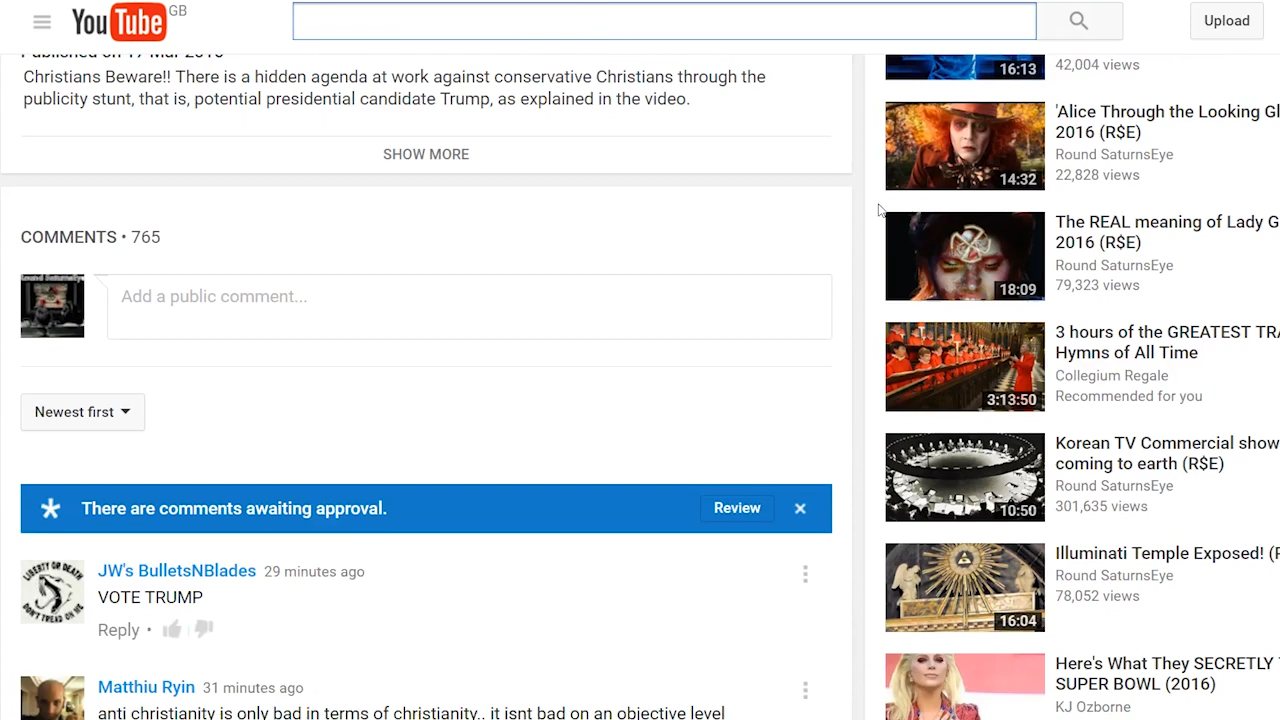 YouTube GB
Upload
Christians Beware!! There is a hidden agenda at work against conservative Christians through the
publicity stunt, that is, potential presidential candidate Trump, as explained in the video.
SHOW MORE
COMMENTS • 765
Add a public comment...
Newest first
There are comments awaiting approval.
Review
JW's BulletsNBlades 29 minutes ago
VOTE TRUMP
Reply •
Matthiu Ryin 31 minutes ago
anti christianity is only bad in terms of christianity.. it isnt bad on an objective level
LIBERTY OR DEATH
DON'T TREAD ON ME
16:13
42,004 views
14:32
'Alice Through the Looking Gl
2016 (R$E)
Round SaturnsEye
22,828 views
18:09
The REAL meaning of Lady G
2016 (R$E)
Round SaturnsEye
79,323 views
3:13:50
3 hours of the GREATEST TRA
Hymns of All Time
Collegium Regale
Recommended for you
10:50
Korean TV Commercial show
coming to earth (R$E)
Round SaturnsEye
301,635 views
16:04
Illuminati Temple Exposed! (
Round SaturnsEye
78,052 views
Here's What They SECRETLY
SUPER BOWL (2016)
KJ Ozborne